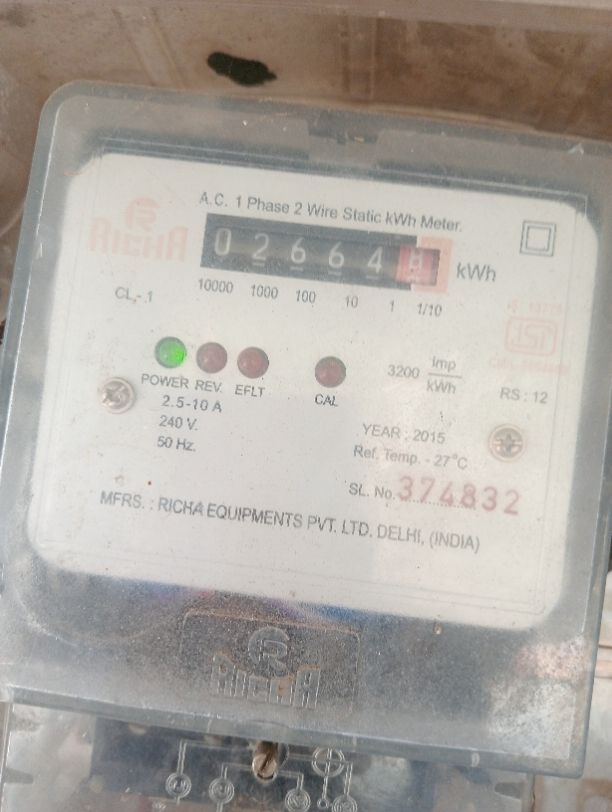 A.C. 1 Phase 2 Wire Static kWh Meter.
RICHA
0 2 6 6 4 8 kWh
CL,- .1
10000 1000 100 10 1 1/10
POWER REV. EFLT
CAL
3200 Imp/kWh
RS : 12
2.5-10 A
240 V.
50 Hz.
YEAR : 2015
Ref. Temp. - 27°C
SL. No. 374832
MFRS. : RICHA EQUIPMENTS PVT. LTD. DELHI, (INDIA)
RICHA